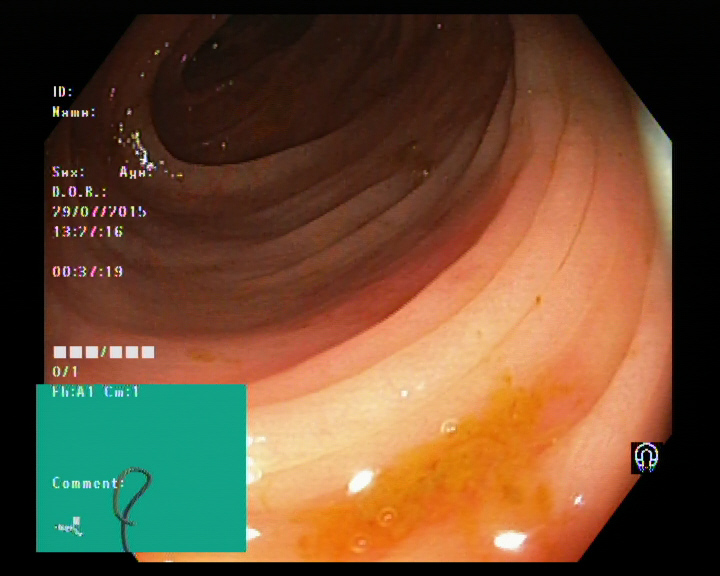 ID:
Name:
Sex: Age:
D.O.B.:
29/07/2015
13:27:16
00:37:19
■■■/■■■
0/1
Eh:A1 Cm:1
Comment: